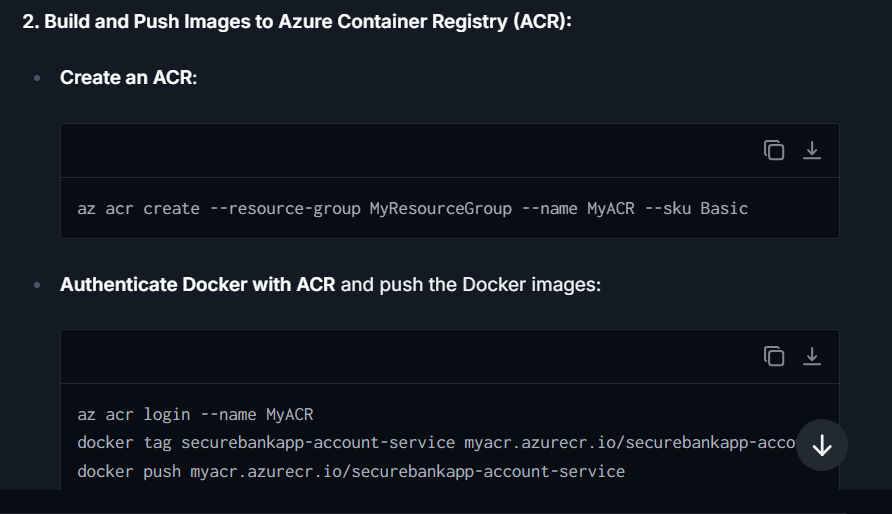 2. Build and Push Images to Azure Container Registry (ACR):
Create an ACR:
az acr create --resource-group MyResourceGroup --name MyACR --sku Basic
Authenticate Docker with ACR and push the Docker images:
az acr login --name MyACR
docker tag securebankapp-account-service myacr.azurecr.io/securebankapp-acco
docker push myacr.azurecr.io/securebankapp-account-service